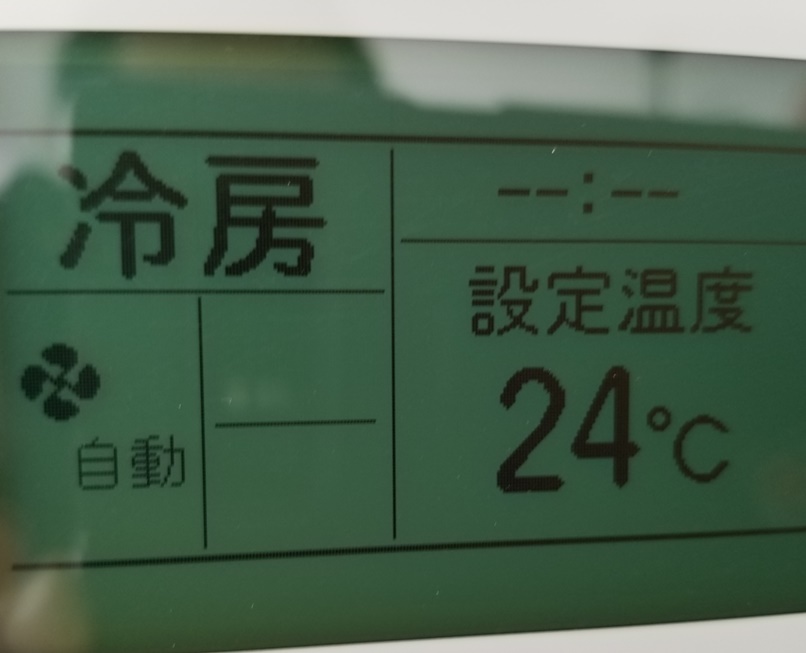 冷房
--:--
設定温度
24℃
自動